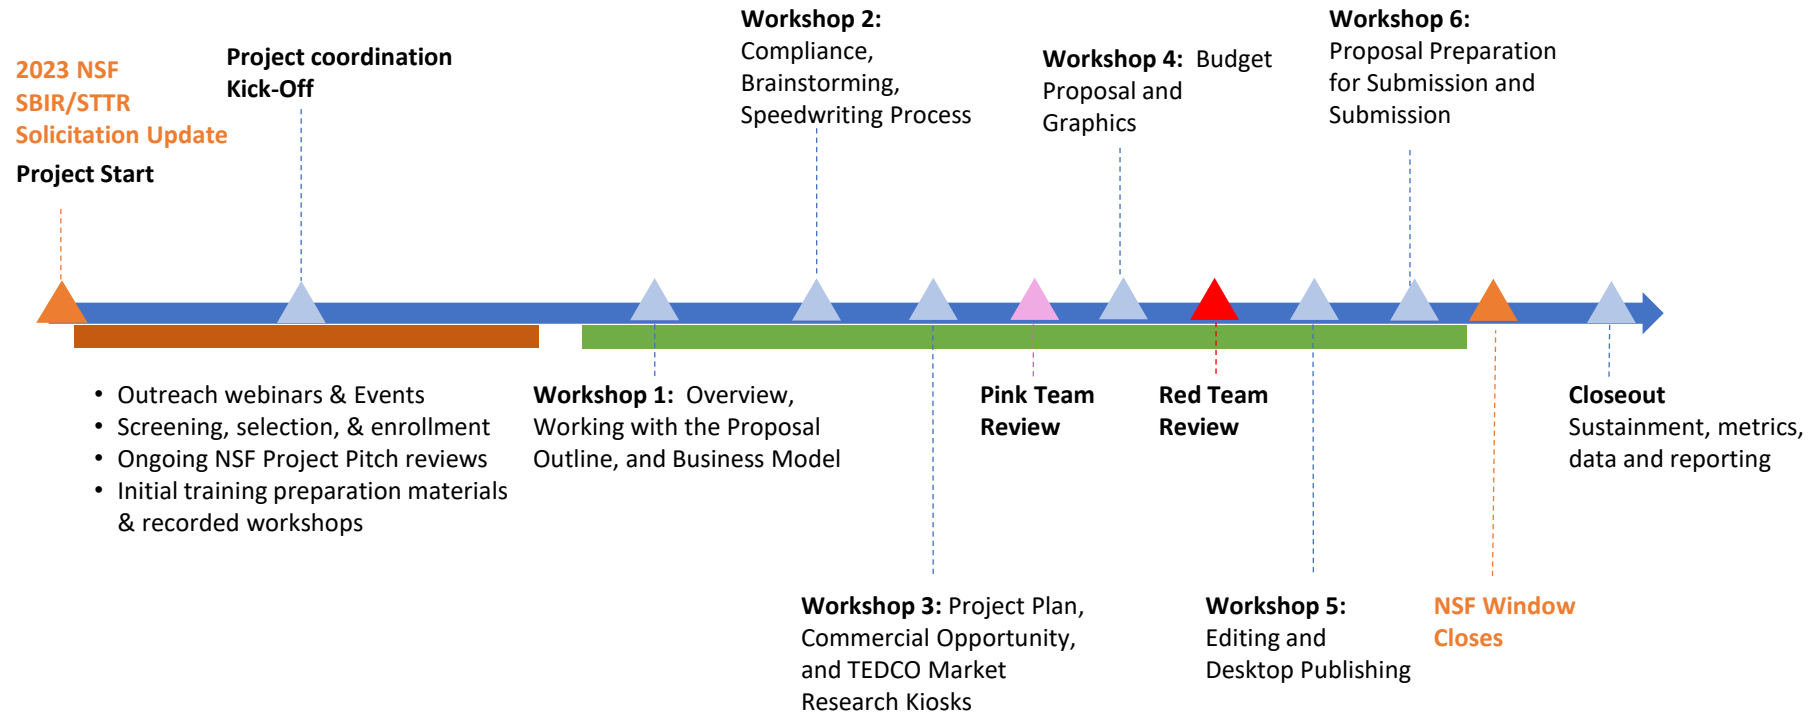 2023 NSF
SBIR/STTR
Solicitation Update
Project Start
Project coordination
Kick-Off
Workshop 2:
Compliance,
Brainstorming,
Speedwriting Process
Workshop 4: Budget
Proposal and
Graphics
Workshop 6:
Proposal Preparation
for Submission and
Submission
• Outreach webinars & Events
• Screening, selection, & enrollment
• Ongoing NSF Project Pitch reviews
• Initial training preparation materials
& recorded workshops
Workshop 1: Overview,
Working with the Proposal
Outline, and Business Model
Pink Team
Review
Red Team
Review
Closeout
Sustainment, metrics,
data and reporting
Workshop 3: Project Plan,
Commercial Opportunity,
and TEDCO Market
Research Kiosks
Workshop 5:
Editing and
Desktop Publishing
NSF Window
Closes